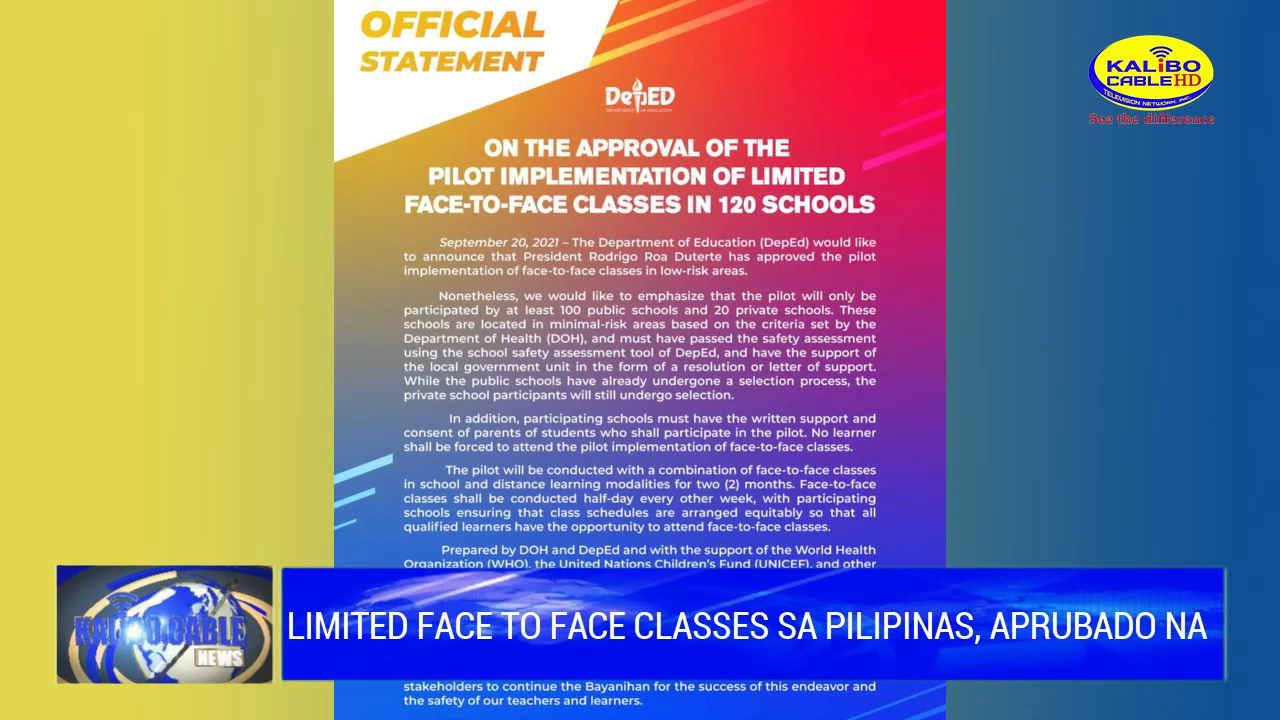 OFFICIAL
STATEMENT
DepED
DEPARTMENT OF EDUCATION
KALiBO
CABLE HD
TELEVISION NETWORK, INC.
See the difference
ON THE APPROVAL OF THE
PILOT IMPLEMENTATION OF LIMITED
FACE-TO-FACE CLASSES IN 120 SCHOOLS
September 20, 2021 – The Department of Education (DepEd) would like
to announce that President Rodrigo Roa Duterte has approved the pilot
implementation of face-to-face classes in low-risk areas.
Nonetheless, we would like to emphasize that the pilot will only be
participated by at least 100 public schools and 20 private schools. These
schools are located in minimal-risk areas based on the criteria set by the
Department of Health (DOH), and must have passed the safety assessment
using the school safety assessment tool of DepEd, and have the support of
the local government unit in the form of a resolution or letter of support.
While the public schools have already undergone a selection process, the
private school participants will still undergo selection.
In addition, participating schools must have the written support and
consent of parents of students who shall participate in the pilot. No learner
shall be forced to attend the pilot implementation of face-to-face classes.
The pilot will be conducted with a combination of face-to-face classes
in school and distance learning modalities for two (2) months. Face-to-face
classes shall be conducted half-day every other week, with participating
schools ensuring that class schedules are arranged equitably so that all
qualified learners have the opportunity to attend face-to-face classes.
Prepared by DOH and DepEd and with the support of the World Health
Organization (WHO), the United Nations Children's Fund (UNICEF), and other
KALIBO CABLE
NEWS
LIMITED FACE TO FACE CLASSES SA PILIPINAS, APRUBADO NA
stakeholders to continue the Bayanihan for the success of this endeavor and
the safety of our teachers and learners.